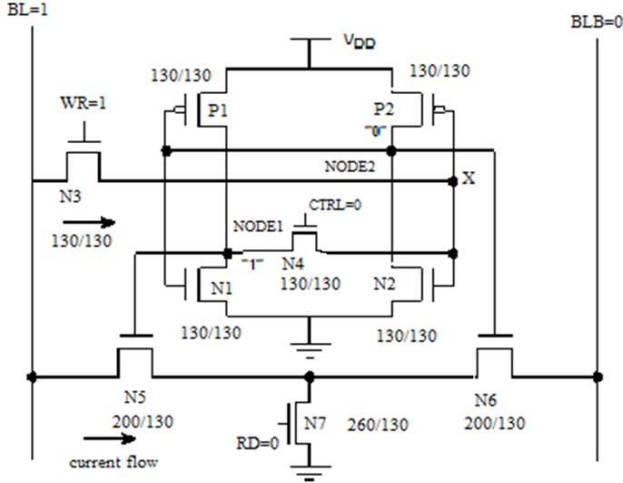 BL=1
BLB=0
VDD
130/130
130/130
WR=1
P1
P2
"0"
NODE2
X
N3
CTRL=0
NODE1
130/130
"1"
N4
N1
N2
130/130
130/130
130/130
N5
N6
200/130
200/130
N7
260/130
RD=0
current flow